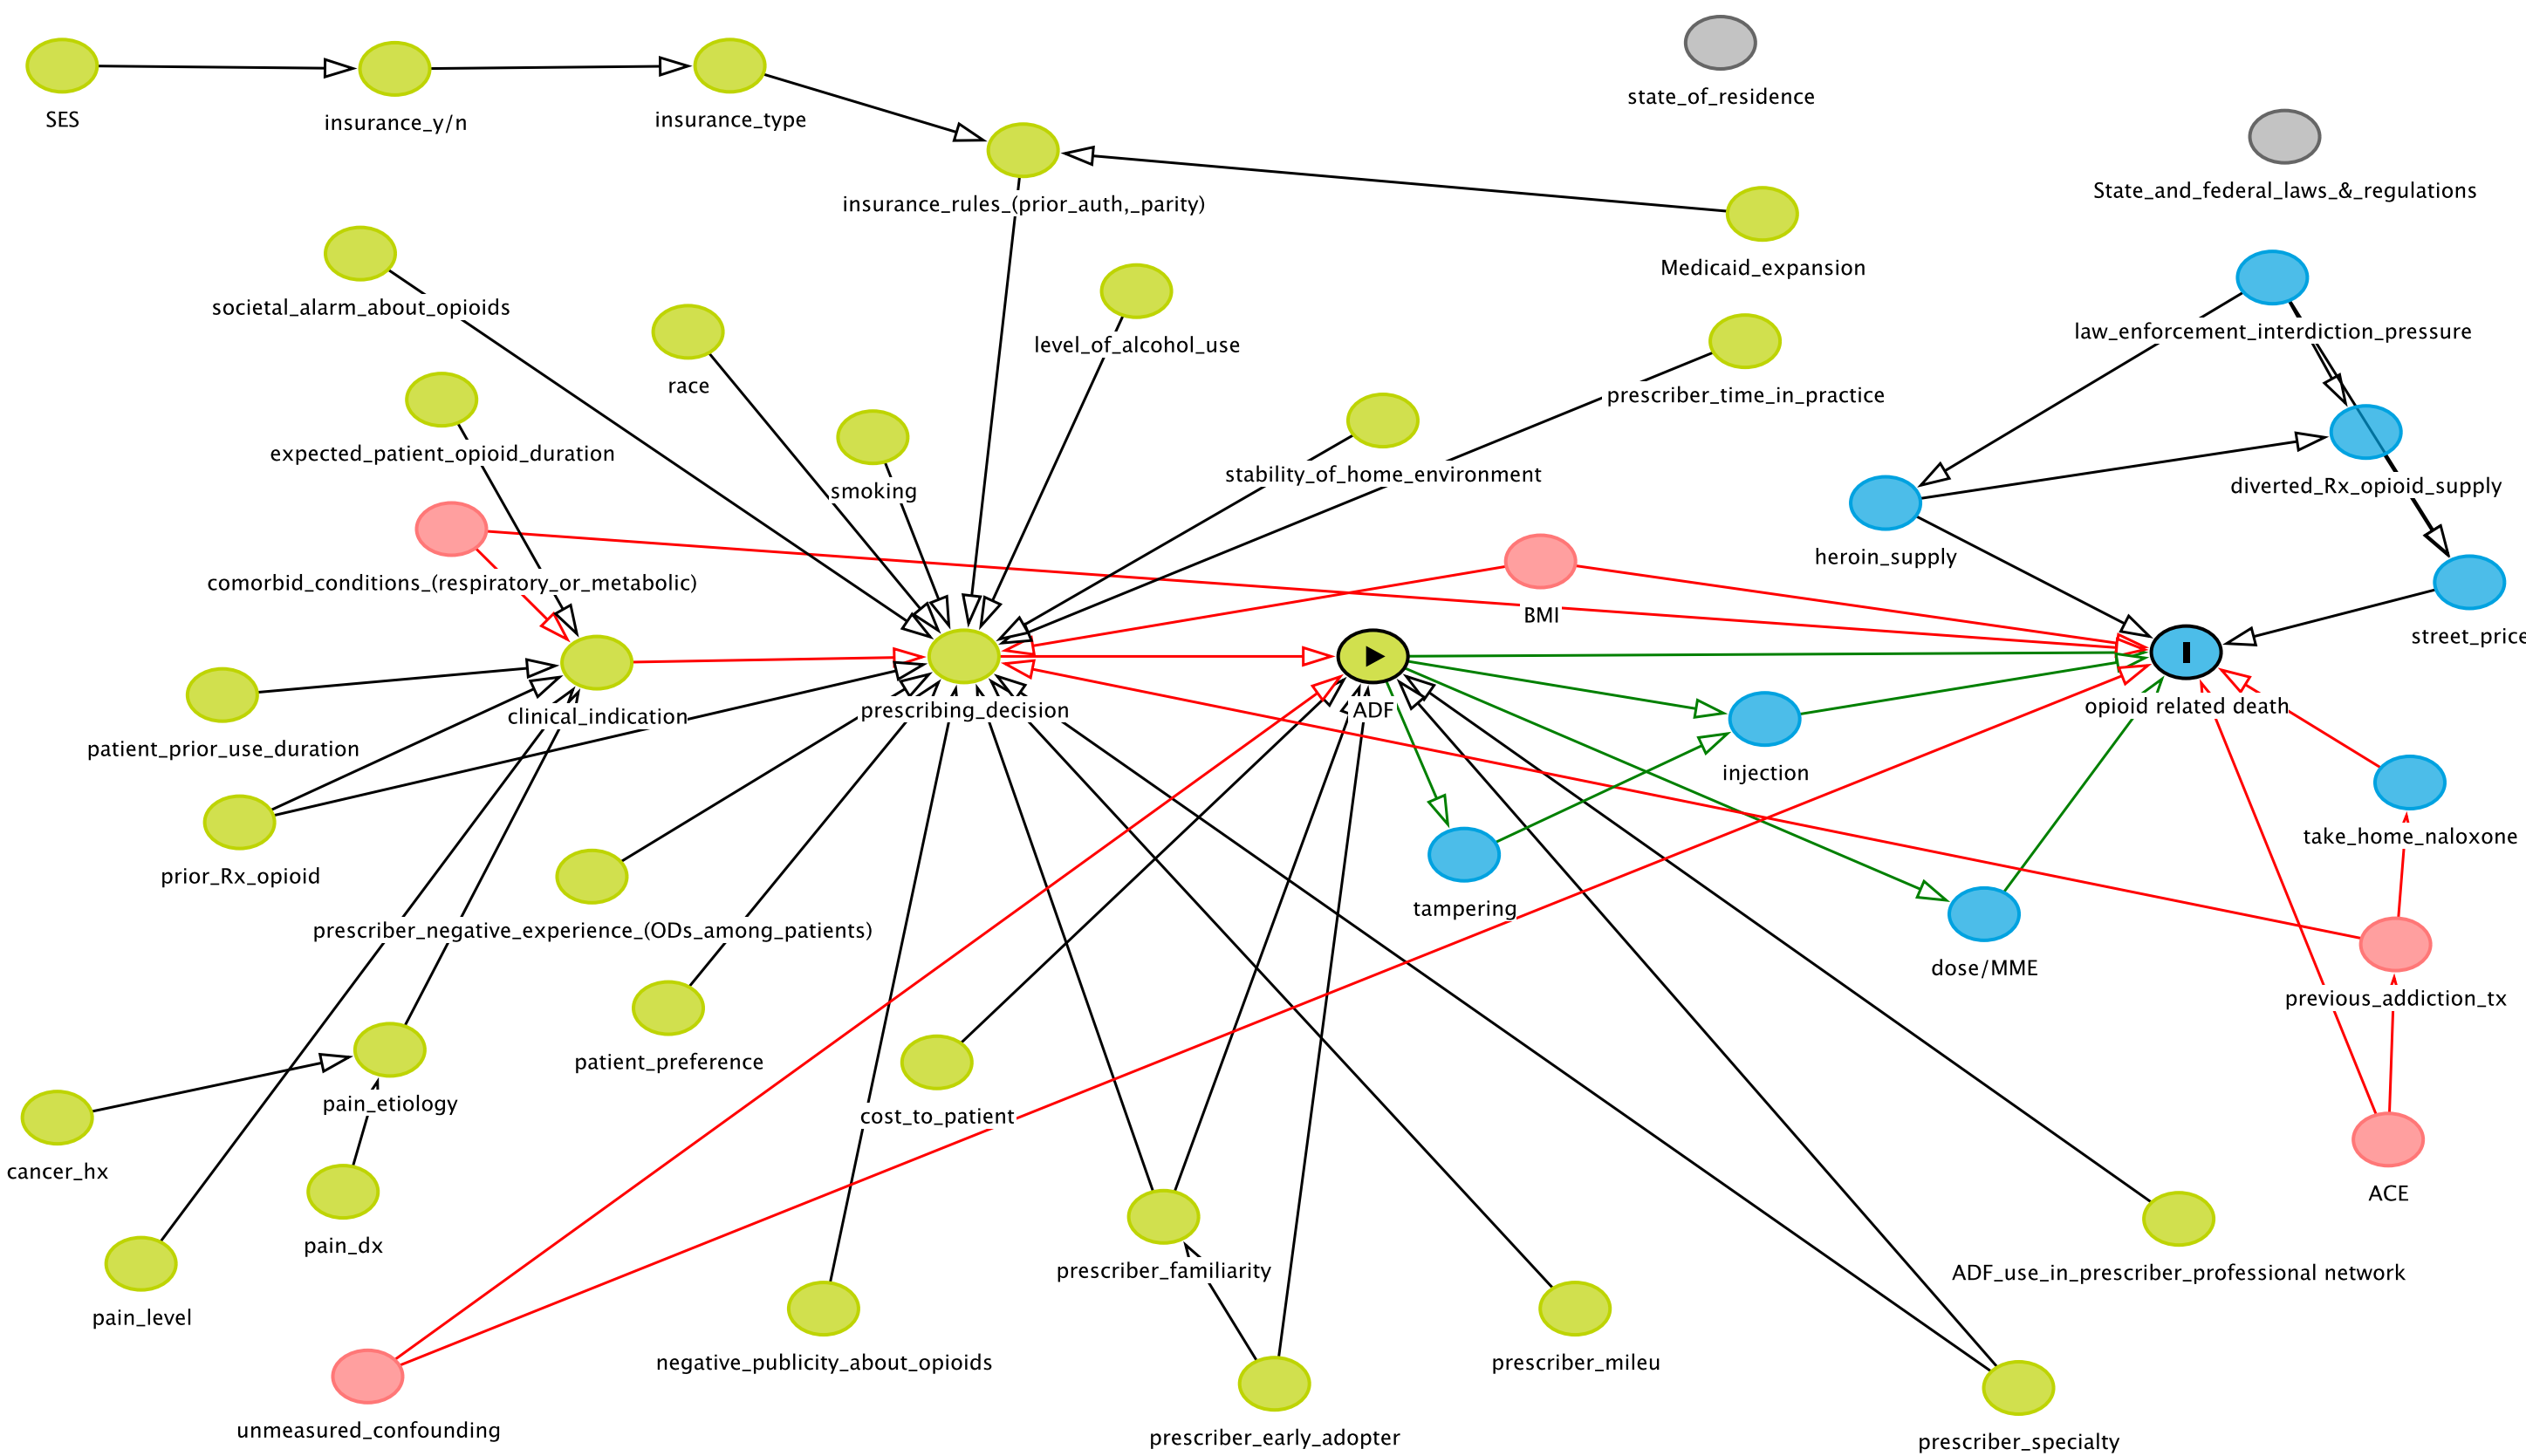 state_of_residence
SES
insurance_y/n
insurance_type
State_and_federal_laws_&_regulations
insurance_rules_(prior_auth,_parity)
Medicaid_expansion
societal_alarm_about_opioids
law_enforcement_interdiction_pressure
level_of_alcohol_use
race
prescriber_time_in_practice
expected_patient_opioid_duration
stability_of_home_environment
smoking
diverted_Rx_opioid_supply
heroin_supply
comorbid_conditions_(respiratory_or_metabolic)
BMI
street_price
clinical_indication
prescribing_decision
ADF
opioid related death
patient_prior_use_duration
injection
take_home_naloxone
prior_Rx_opioid
tampering
prescriber_negative_experience_(ODs_among_patients)
dose/MME
previous_addiction_tx
patient_preference
pain_etiology
cost_to_patient
cancer_hx
ACE
pain_dx
prescriber_familiarity
ADF_use_in_prescriber_professional network
pain_level
negative_publicity_about_opioids
prescriber_mileu
unmeasured_confounding
prescriber_early_adopter
prescriber_specialty